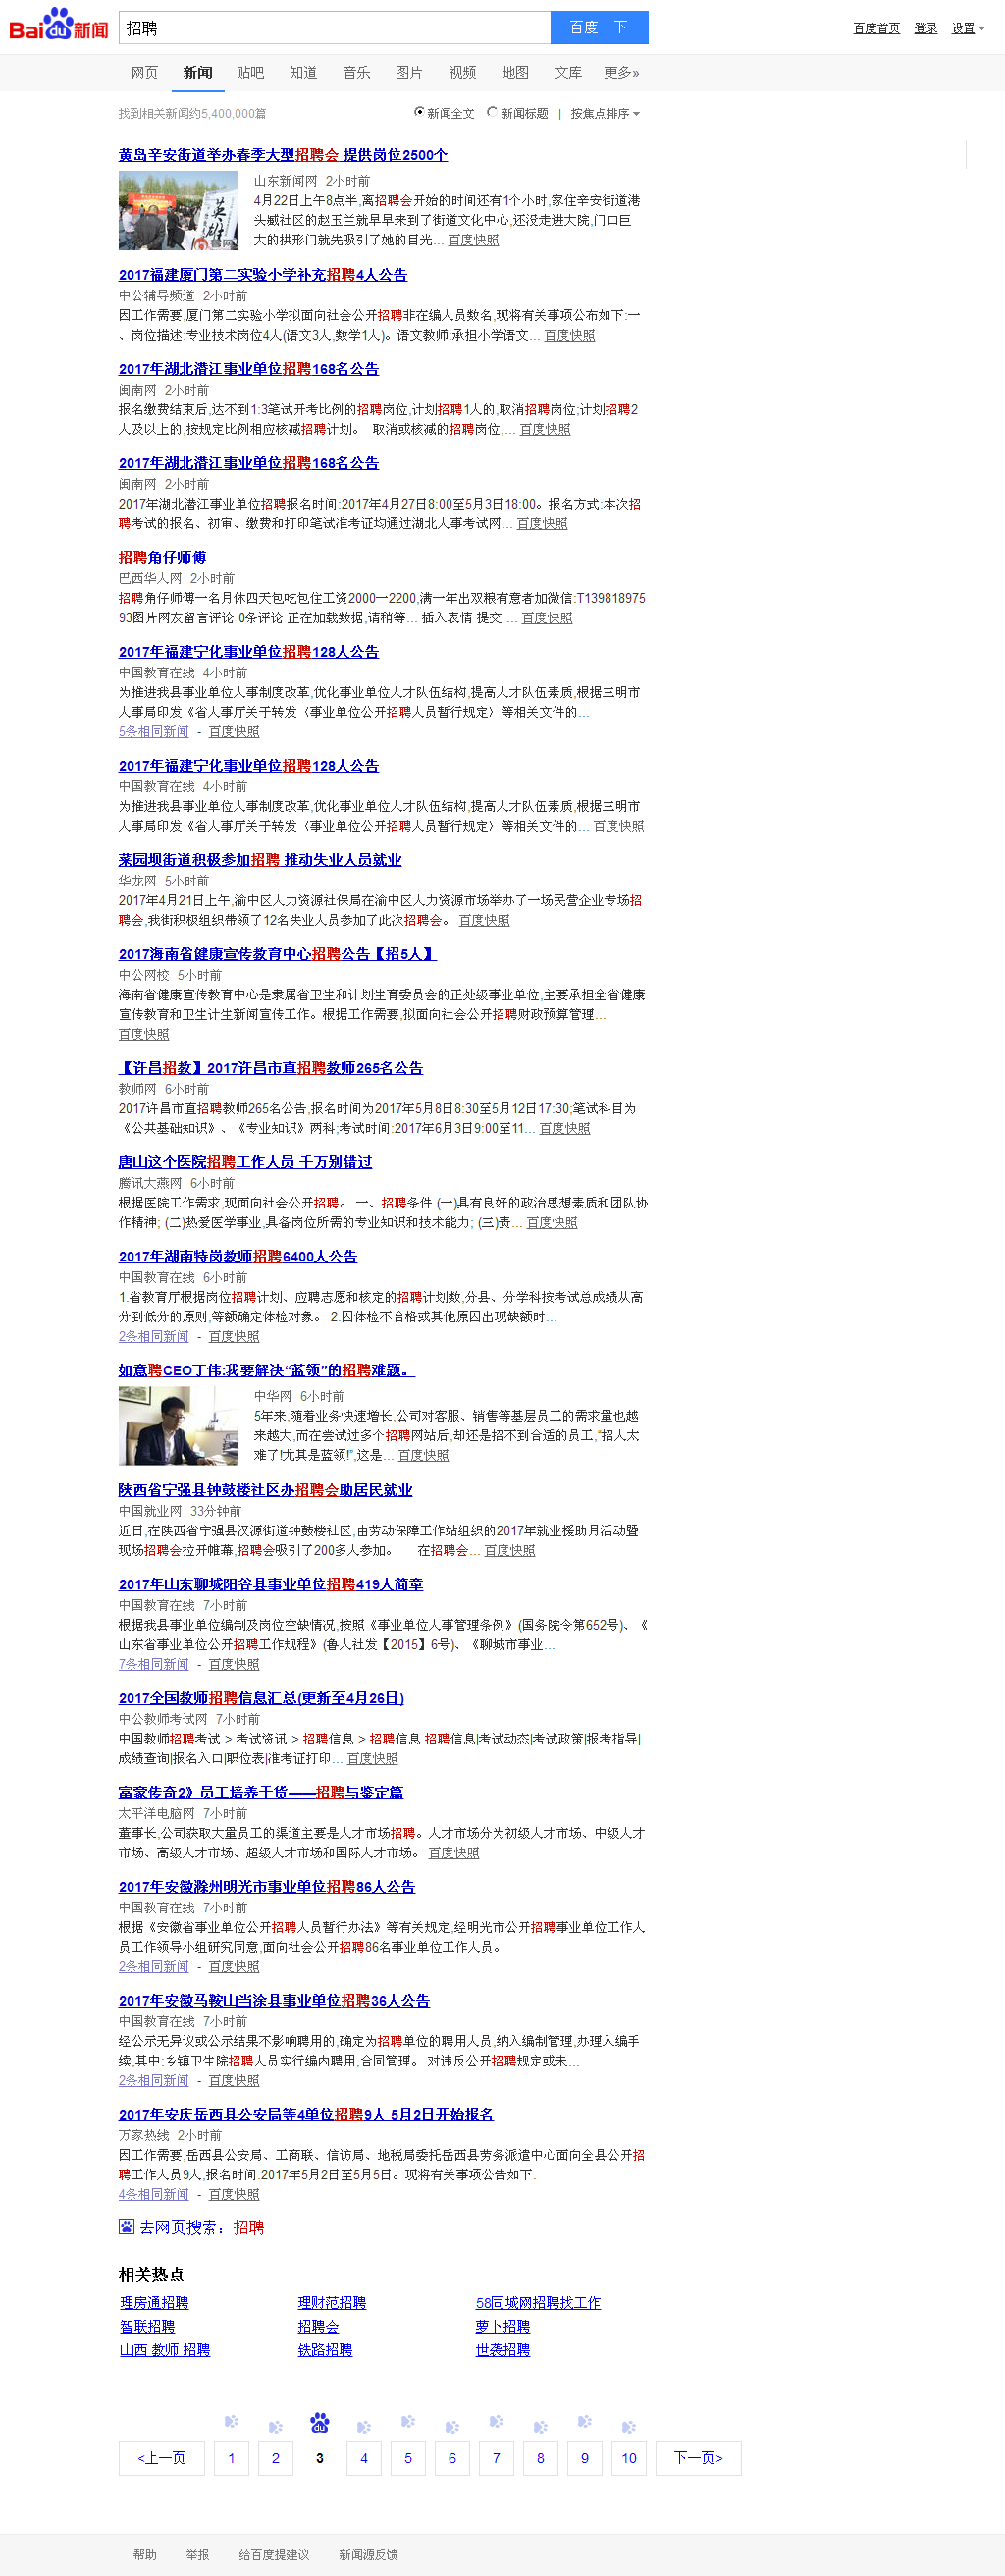 Bai du 新闻 招聘 百度一下 百度首页 登录 设置
网页 新闻 贴吧 知道 音乐 图片 视频 地图 文库 更多»
找到相关新闻约5,400,000篇 新闻全文 新闻标题 | 按焦点排序
黄岛辛安街道举办春季大型招聘会 提供岗位2500个
山东新闻网 2小时前
4月22日上午8点半,离招聘会开始的时间还有1个小时,家住辛安街道港
头臧社区的赵玉兰就早早来到了街道文化中心,还没走进大院,门口巨
大的拱形门就先吸引了她的目光... 百度快照
2017福建厦门第二实验小学补充招聘4人公告
中公辅导频道 2小时前
因工作需要,厦门第二实验小学拟面向社会公开招聘非在编人员数名,现将有关事项公布如下:一
、岗位描述:专业技术岗位4人(语文3人,数学1人)。语文教师:承担小学语文... 百度快照
2017年湖北潜江事业单位招聘168名公告
闽南网 2小时前
报名缴费结束后,达不到1:3笔试开考比例的招聘岗位,计划招聘1人的,取消招聘岗位;计划招聘2
人及以上的,按规定比例相应核减招聘计划。 取消或核减的招聘岗位,... 百度快照
2017年湖北潜江事业单位招聘168名公告
闽南网 2小时前
2017年湖北潜江事业单位招聘报名时间:2017年4月27日8:00至5月3日18:00。报名方式:本次招
聘考试的报名、初审、缴费和打印笔试准考证均通过湖北人事考试网... 百度快照
招聘角仔师傅
巴西华人网 2小时前
招聘角仔师傅一名月休四天包吃包住工资2000一2200,满一年出双粮有意者加微信:T139818975
93图片网友留言评论 0条评论 正在加载数据,请稍等... 插入表情 提交 ... 百度快照
2017年福建宁化事业单位招聘128人公告
中国教育在线 4小时前
为推进我县事业单位人事制度改革,优化事业单位人才队伍结构,提高人才队伍素质,根据三明市
人事局印发《省人事厅关于转发〈事业单位公开招聘人员暂行规定〉等相关文件的...
5条相同新闻 - 百度快照
2017年福建宁化事业单位招聘128人公告
中国教育在线 4小时前
为推进我县事业单位人事制度改革,优化事业单位人才队伍结构,提高人才队伍素质,根据三明市
人事局印发《省人事厅关于转发〈事业单位公开招聘人员暂行规定〉等相关文件的... 百度快照
菜园坝街道积极参加招聘 推动失业人员就业
华龙网 5小时前
2017年4月21日上午,渝中区人力资源社保局在渝中区人力资源市场举办了一场民营企业专场招
聘会,我街积极组织带领了12名失业人员参加了此次招聘会。 百度快照
2017海南省健康宣传教育中心招聘公告【招5人】
中公网校 5小时前
海南省健康宣传教育中心是隶属省卫生和计划生育委员会的正处级事业单位,主要承担全省健康
宣传教育和卫生计生新闻宣传工作。根据工作需要,拟面向社会公开招聘财政预算管理...
百度快照
【许昌招教】2017许昌市直招聘教师265名公告
教师网 6小时前
2017许昌市直招聘教师265名公告,报名时间为2017年5月8日8:30至5月12日17:30;笔试科目为
《公共基础知识》、《专业知识》两科;考试时间:2017年6月3日9:00至11... 百度快照
唐山这个医院招聘工作人员 千万别错过
腾讯大燕网 6小时前
根据医院工作需求,现面向社会公开招聘。 一、招聘条件 (一)具有良好的政治思想素质和团队协
作精神; (二)热爱医学事业,具备岗位所需的专业知识和技术能力; (三)责... 百度快照
2017年湖南特岗教师招聘6400人公告
中国教育在线 6小时前
1.省教育厅根据岗位招聘计划、应聘志愿和核定的招聘计划数,分县、分学科按考试总成绩从高
分到低分的原则,等额确定体检对象。 2.因体检不合格或其他原因出现缺额时...
2条相同新闻 - 百度快照
如意聘CEO丁伟:我要解决“蓝领”的招聘难题。
中华网 6小时前
5年来,随着业务快速增长,公司对客服、销售等基层员工的需求量也越
来越大,而在尝试过多个招聘网站后,却还是招不到合适的员工,“招人太
难了!尤其是蓝领!”,这是... 百度快照
陕西省宁强县钟鼓楼社区办招聘会助居民就业
中国就业网 33分钟前
近日,在陕西省宁强县汉源街道钟鼓楼社区,由劳动保障工作站组织的2017年就业援助月活动暨
现场招聘会拉开帷幕,招聘会吸引了200多人参加。 在招聘会... 百度快照
2017年山东聊城阳谷县事业单位招聘419人简章
中国教育在线 7小时前
根据我县事业单位编制及岗位空缺情况,按照《事业单位人事管理条例》(国务院令第652号)、《
山东省事业单位公开招聘工作规程》(鲁人社发【2015】6号)、《聊城市事业...
7条相同新闻 - 百度快照
2017全国教师招聘信息汇总(更新至4月26日)
中公教师考试网 7小时前
中国教师招聘考试 > 考试资讯 > 招聘信息 > 招聘信息 招聘信息|考试动态|考试政策|报考指导|
成绩查询|报名入口|职位表|准考证打印... 百度快照
富豪传奇2》员工培养干货——招聘与鉴定篇
太平洋电脑网 7小时前
董事长,公司获取大量员工的渠道主要是人才市场招聘。人才市场分为初级人才市场、中级人才
市场、高级人才市场、超级人才市场和国际人才市场。 百度快照
2017年安徽滁州明光市事业单位招聘86人公告
中国教育在线 7小时前
根据《安徽省事业单位公开招聘人员暂行办法》等有关规定,经明光市公开招聘事业单位工作人
员工作领导小组研究同意,面向社会公开招聘86名事业单位工作人员。
2条相同新闻 - 百度快照
2017年安徽马鞍山当涂县事业单位招聘36人公告
中国教育在线 7小时前
经公示无异议或公示结果不影响聘用的,确定为招聘单位的聘用人员,纳入编制管理,办理入编手
续,其中:乡镇卫生院招聘人员实行编内聘用,合同管理。 对违反公开招聘规定或未...
2条相同新闻 - 百度快照
2017年安庆岳西县公安局等4单位招聘9人 5月2日开始报名
万家热线 2小时前
因工作需要,岳西县公安局、工商联、信访局、地税局委托岳西县劳务派遣中心面向全县公开招
聘工作人员9人,报名时间:2017年5月2日至5月5日。现将有关事项公告如下:
4条相同新闻 - 百度快照
去网页搜索：招聘
相关热点
理房通招聘 理财范招聘 58同城网招聘找工作
智联招聘 招聘会 萝卜招聘
山西 教师 招聘 铁路招聘 世袭招聘
<上一页 1 2 3 4 5 6 7 8 9 10 下一页>
帮助 举报 给百度提建议 新闻源反馈